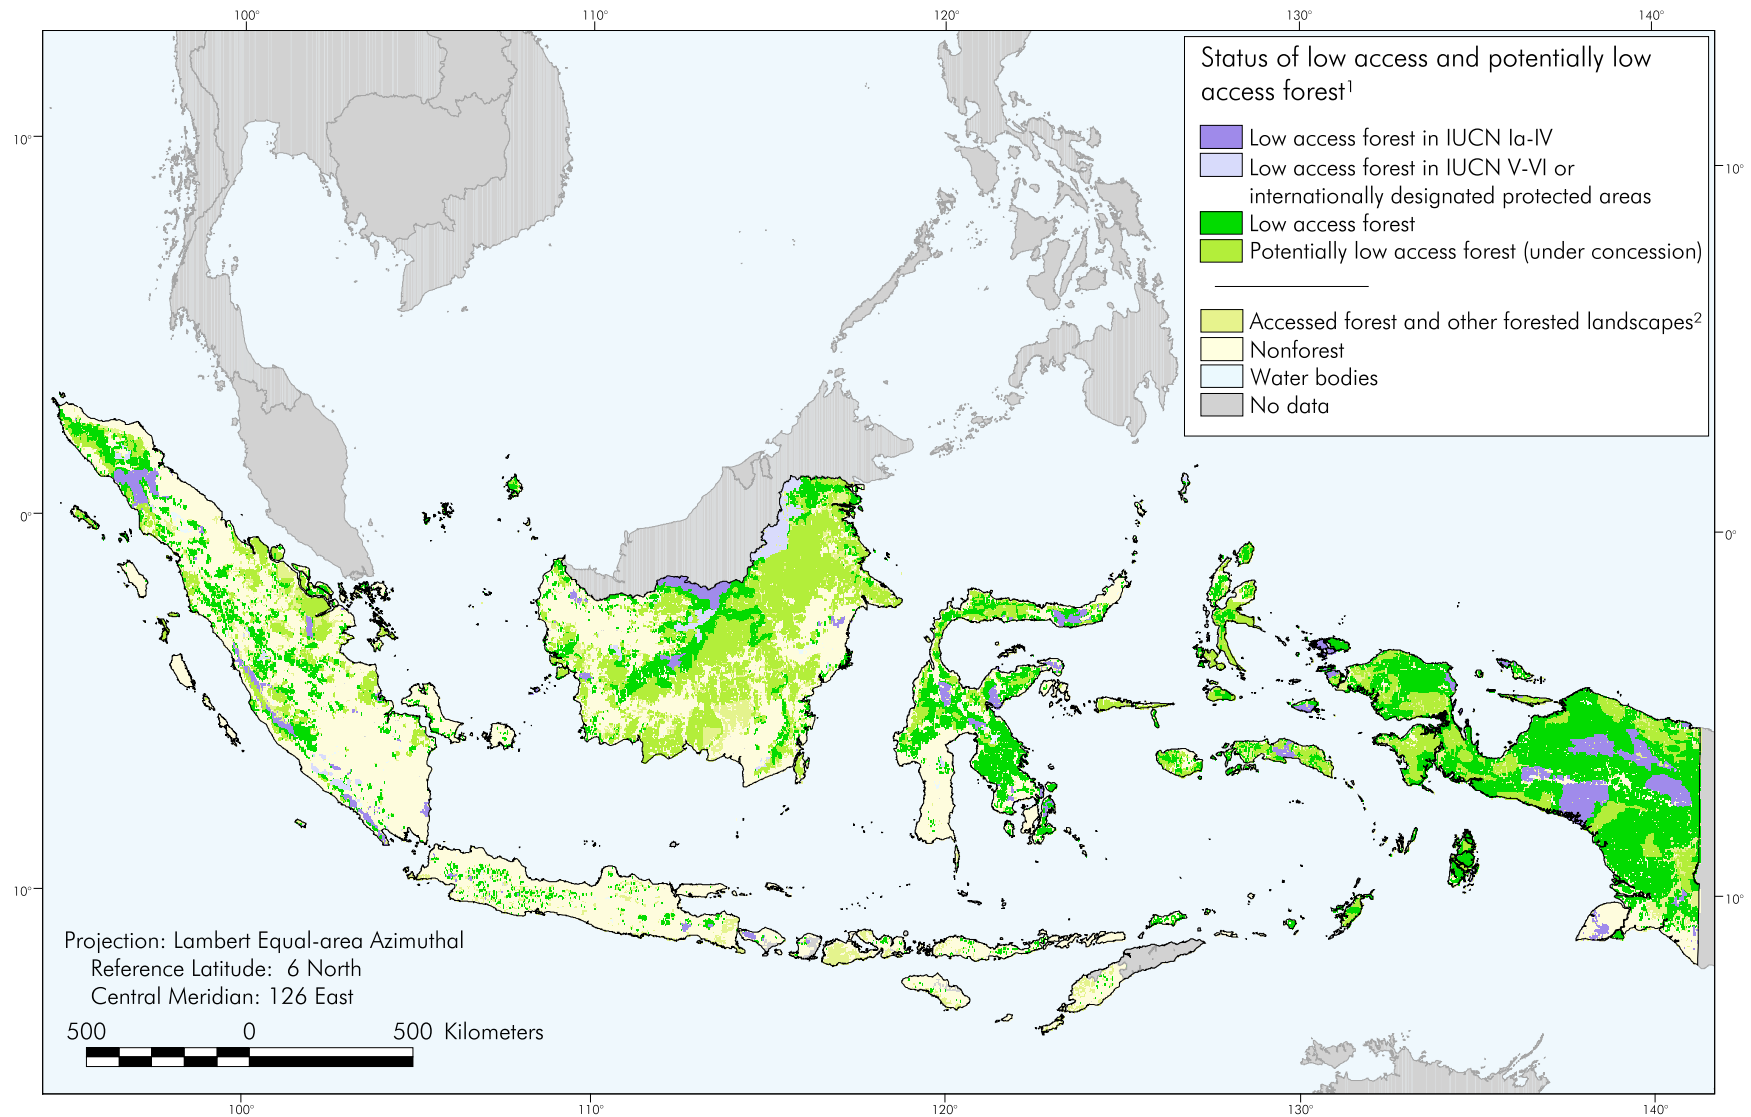 100° 110° 120° 130° 140°
Status of low access and potentially low
access forest1
Low access forest in IUCN Ia-IV
Low access forest in IUCN V-VI or
internationally designated protected areas
Low access forest
Potentially low access forest (under concession)
Accessed forest and other forested landscapes2
Nonforest
Water bodies
No data
10° 10°
0° 0°
10° 10°
Projection: Lambert Equal-area Azimuthal
Reference Latitude: 6 North
Central Meridian: 126 East
500 0 500 Kilometers
100° 110° 120° 130° 140°